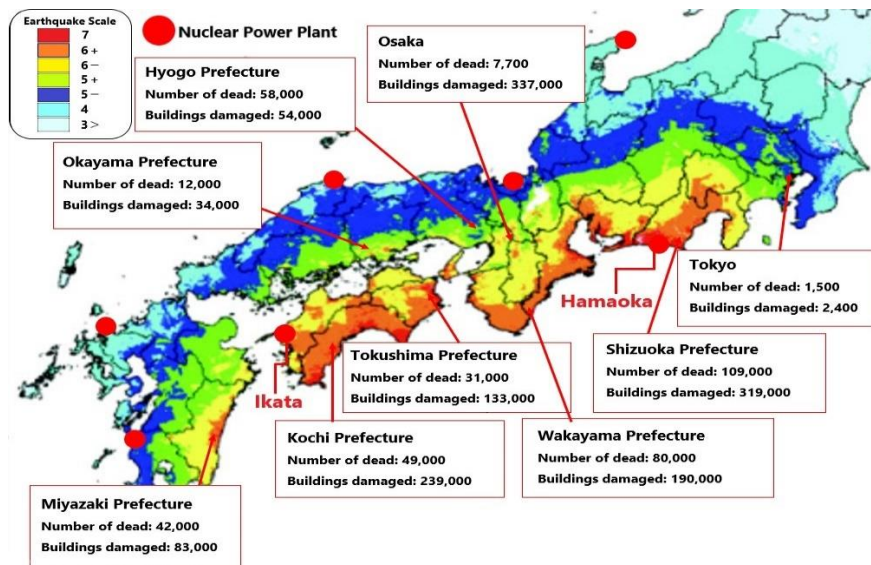 Earthquake Scale
7
6+
6−
5+
5−
4
3>
Nuclear Power Plant
Osaka
Number of dead: 7,700
Buildings damaged: 337,000
Hyogo Prefecture
Number of dead: 58,000
Buildings damaged: 54,000
Okayama Prefecture
Number of dead: 12,000
Buildings damaged: 34,000
Tokyo
Number of dead: 1,500
Buildings damaged: 2,400
Hamaoka
Shizuoka Prefecture
Number of dead: 109,000
Buildings damaged: 319,000
Tokushima Prefecture
Number of dead: 31,000
Buildings damaged: 133,000
Ikata
Kochi Prefecture
Number of dead: 49,000
Buildings damaged: 239,000
Wakayama Prefecture
Number of dead: 80,000
Buildings damaged: 190,000
Miyazaki Prefecture
Number of dead: 42,000
Buildings damaged: 83,000